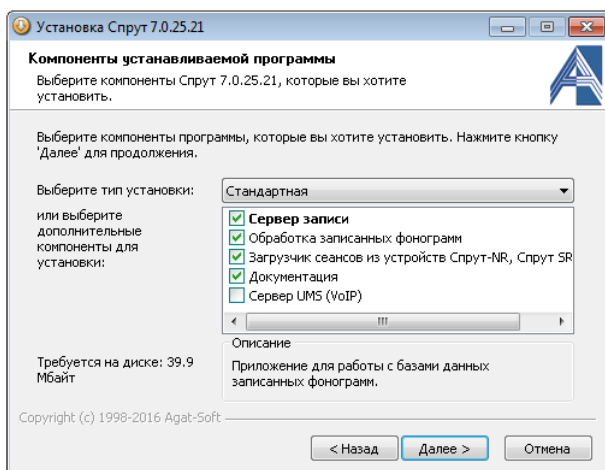 Установка Спрут 7.0.25.21
Компоненты устанавливаемой программы
Выберите компоненты Спрут 7.0.25.21, которые вы хотите
установить.
Выберите компоненты программы, которые вы хотите установить. Нажмите кнопку
'Далее' для продолжения.
Выберите тип установки:
Стандартная
или выберите
дополнительные
компоненты для
установки:
Сервер записи
Обработка записанных фонограмм
Загрузчик сеансов из устройств Спрут-NR, Спрут SR
Документация
Сервер UMS (VoIP)
Требуется на диске: 39.9
Мбайт
Описание
Приложение для работы с базами данных
записанных фонограмм.
Copyright (c) 1998-2016 Agat-Soft
< Назад
Далее >
Отмена